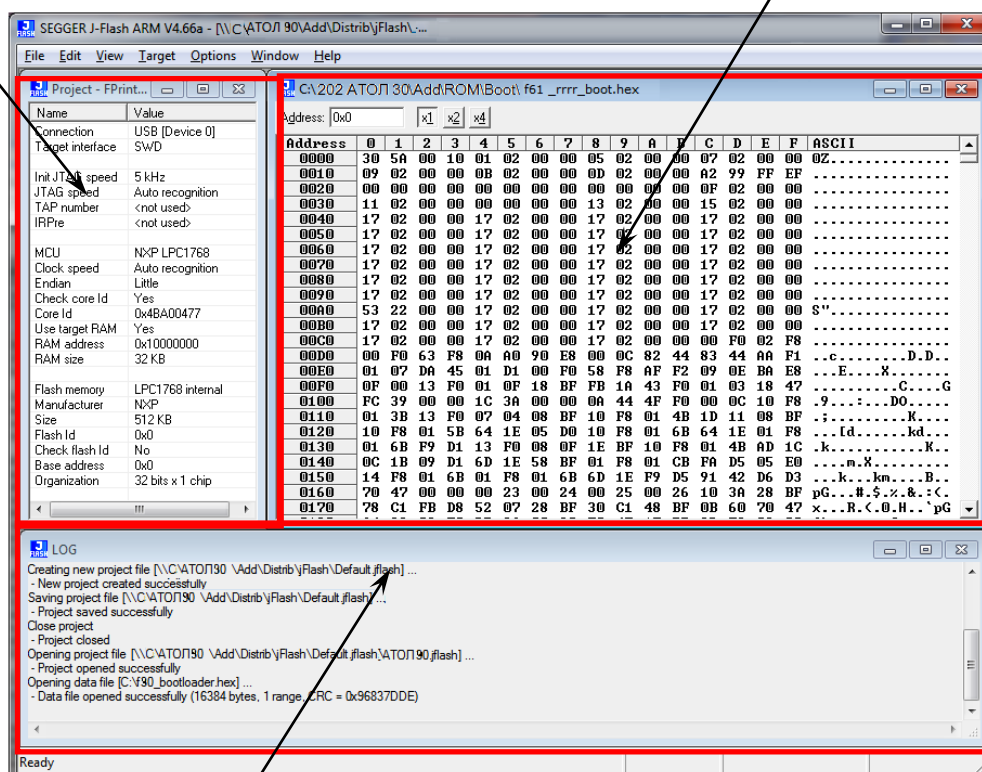 SEGGER J-Flash ARM V4.66a - [\\C\АТОЛ 90\Add\Distrib\jFlash\...
File Edit View Target Options Window Help
Project - FPrint...
Name Value
Connection USB [Device 0]
Target interface SWD
Init JTAG speed 5 kHz
JTAG speed Auto recognition
TAP number <not used>
IRPre <not used>
MCU NXP LPC1768
Clock speed Auto recognition
Endian Little
Check core Id Yes
Core Id 0x4BA00477
Use target RAM Yes
RAM address 0x10000000
RAM size 32 KB
Flash memory LPC1768 internal
Manufacturer NXP
Size 512 KB
Flash Id 0x0
Check flash Id No
Base address 0x0
Organization 32 bits x 1 chip
C:\202 АТОЛ 30\Add\ROM\Boot\ f61 _rrrr_boot.hex
Address: 0x0 x1 x2 x4
Address 0 1 2 3 4 5 6 7 8 9 A B C D E F ASCII
0000 30 5A 00 10 01 02 00 00 05 02 00 00 07 02 00 00 0Z..............
0010 09 02 00 00 0B 02 00 00 0D 02 00 00 A2 99 FF EF ................
0020 00 00 00 00 00 00 00 00 00 00 00 00 0F 02 00 00 ................
0030 11 02 00 00 00 00 00 00 13 02 00 00 15 02 00 00 ................
0040 17 02 00 00 17 02 00 00 17 02 00 00 17 02 00 00 ................
0050 17 02 00 00 17 02 00 00 17 02 00 00 17 02 00 00 ................
0060 17 02 00 00 17 02 00 00 17 02 00 00 17 02 00 00 ................
0070 17 02 00 00 17 02 00 00 17 02 00 00 17 02 00 00 ................
0080 17 02 00 00 17 02 00 00 17 02 00 00 17 02 00 00 ................
0090 17 02 00 00 17 02 00 00 17 02 00 00 17 02 00 00 ................
00A0 53 22 00 00 17 02 00 00 17 02 00 00 17 02 00 00 S"..............
00B0 17 02 00 00 17 02 00 00 17 02 00 00 17 02 00 00 ................
00C0 17 02 00 00 17 02 00 00 17 02 00 00 00 F0 02 F8 ................
00D0 00 F0 63 F8 0A A0 90 E8 00 0C 82 44 83 44 AA F1 ..c........D.D..
00E0 01 07 DA 45 01 D1 00 F0 58 F8 AF F2 09 0E BA E8 ...E....X.......
00F0 0F 00 13 F0 01 0F 18 BF FB 1A 43 F0 01 03 18 47 ..........C....G
0100 FC 39 00 00 1C 3A 00 00 0A 44 4F F0 00 0C 10 F8 .9...:...DO.....
0110 01 3B 13 F0 07 04 08 BF 10 F8 01 4B 1D 11 08 BF .;.........K....
0120 10 F8 01 5B 64 1E 05 D0 10 F8 01 6B 64 1E 01 F8 ...[d......kd...
0130 01 6B F9 D1 13 F0 08 0F 1E BF 10 F8 01 4B AD 1C .k...........K..
0140 0C 1B 09 D1 6D 1E 58 BF 01 F8 01 CB FA D5 05 E0 ....m.X.........
0150 14 F8 01 6B 01 F8 01 6B 6D 1E F9 D5 91 42 D6 D3 ...k...km....B..
0160 70 47 00 00 00 23 00 24 00 25 00 26 10 3A 28 BF pG...#.$.%.&.:(.
0170 78 C1 FB D8 52 07 28 BF 30 C1 48 BF 0B 60 70 47 x...R.(.0.H..`pG
LOG
Creating new project file [\\C\АТОЛ90 \Add\Distrib\jFlash\Default.jflash] ...
- New project created successfully
Saving project file [\\C\АТОЛ90 \Add\Distrib\jFlash\Default.jflash] ...
- Project saved successfully
Close project
- Project closed
Opening project file [\\C\АТОЛ90 \Add\Distrib\jFlash\Default.jflash\АТОЛ 90.jflash] ...
- Project opened successfully
Opening data file [C:\f90_bootloader.hex] ...
- Data file opened successfully (16384 bytes, 1 range, CRC = 0x96837DDE)
Ready